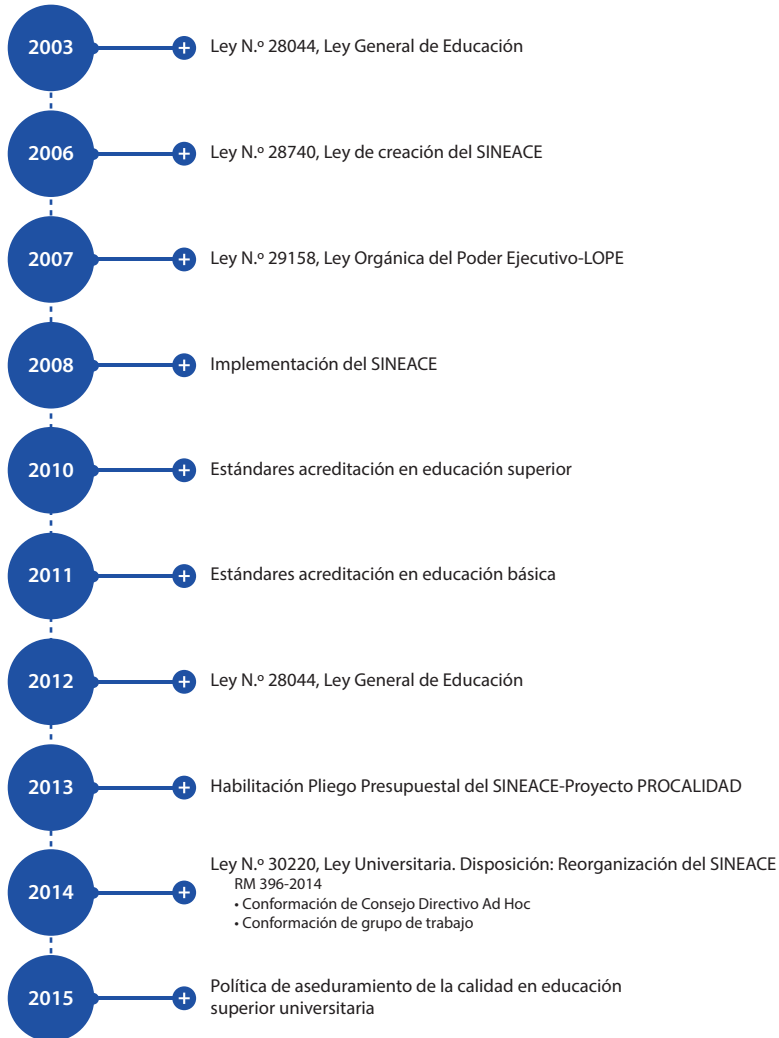 2003
Ley N.º 28044, Ley General de Educación
2006
Ley N.º 28740, Ley de creación del SINEACE
2007
Ley N.º 29158, Ley Orgánica del Poder Ejecutivo-LOPE
2008
Implementación del SINEACE
2010
Estándares acreditación en educación superior
2011
Estándares acreditación en educación básica
2012
Ley N.º 28044, Ley General de Educación
2013
Habilitación Pliego Presupuestal del SINEACE-Proyecto PROCALIDAD
2014
Ley N.º 30220, Ley Universitaria. Disposición: Reorganización del SINEACE
RM 396-2014
• Conformación de Consejo Directivo Ad Hoc
• Conformación de grupo de trabajo
2015
Política de aseduramiento de la calidad en educación
superior universitaria